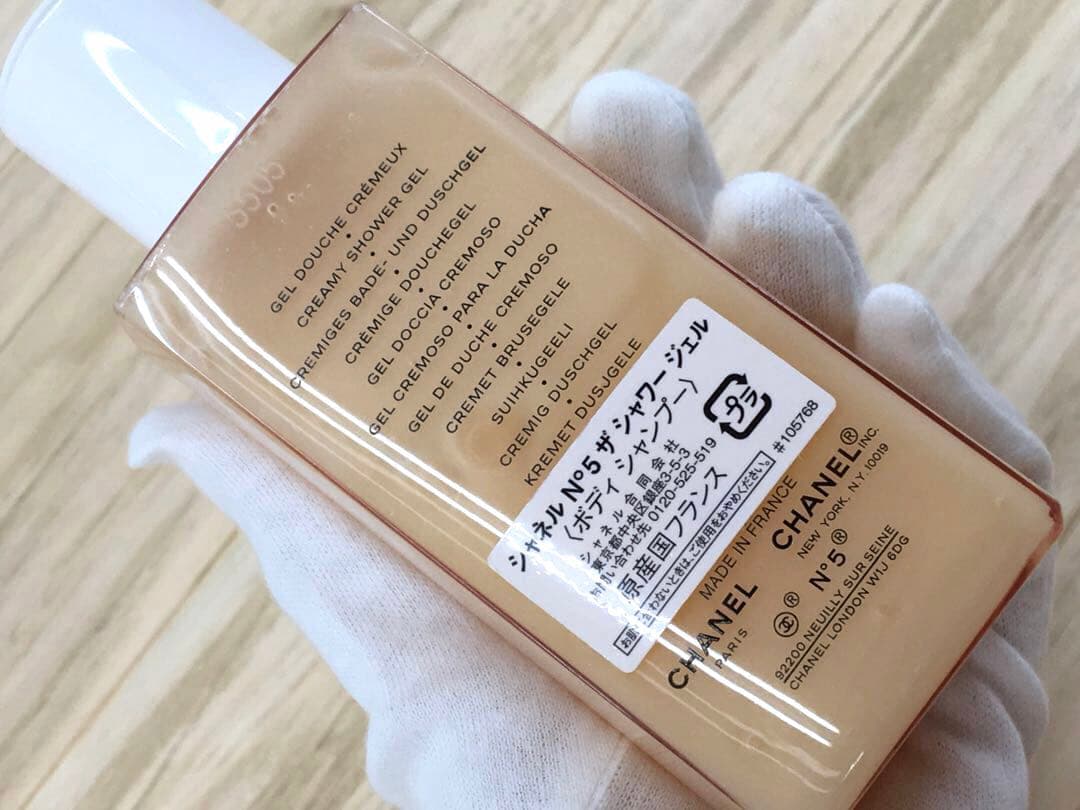 GEL DOUCHE CRÉMEUX
•
CREAMY SHOWER GEL
•
CREMIGES BADE- UND DUSCHGEL
•
CRÈMIGE DOUCHEGEL
•
GEL DOCCIA CREMOSO
•
GEL CREMOSO PARA LA DUCHA
•
GEL DE DUCHE CREMOSO
•
CREMET BRUSEGELE
•
SUIHKUGEELI
•
CREMIG DUSCHGEL
•
KREMET DUSJGELE
シャネル N°5 ザ シャワー ジェル
〈ボディ シャンプー〉
シャネル合同会社
東京都中央区銀座3-5-3
お問い合わせ先 0120-525-519
原産国フランス
プラ
お肌に合わないときは、ご使用をおやめください。
#105768
MADE IN FRANCE
CHANEL
PARIS
CHANEL® INC.
NEW YORK, N.Y. 10019
® N°5®
92200 NEUILLY SUR SEINE
CHANEL LONDON W1J 6DG